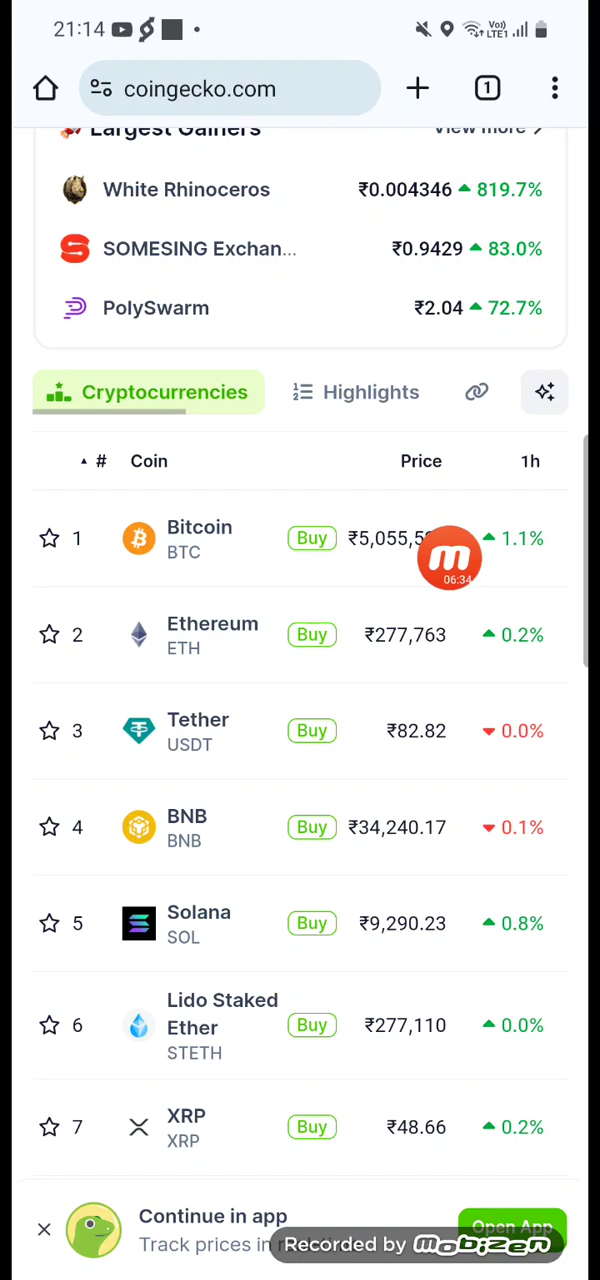 21:14 Vo)) LTE1
coingecko.com 1
Largest Gainers View more
White Rhinoceros ₹0.004346 819.7%
SOMESING Exchan... ₹0.9429 83.0%
PolySwarm ₹2.04 72.7%
Cryptocurrencies Highlights
# Coin Price 1h
1 Bitcoin BTC Buy ₹5,055,5 1.1%
m 06:34
2 Ethereum ETH Buy ₹277,763 0.2%
3 Tether USDT Buy ₹82.82 0.0%
4 BNB BNB Buy ₹34,240.17 0.1%
5 Solana SOL Buy ₹9,290.23 0.8%
6 Lido Staked Ether STETH Buy ₹277,110 0.0%
7 XRP XRP Buy ₹48.66 0.2%
Continue in app Open App
Track prices in
Recorded by mobizen